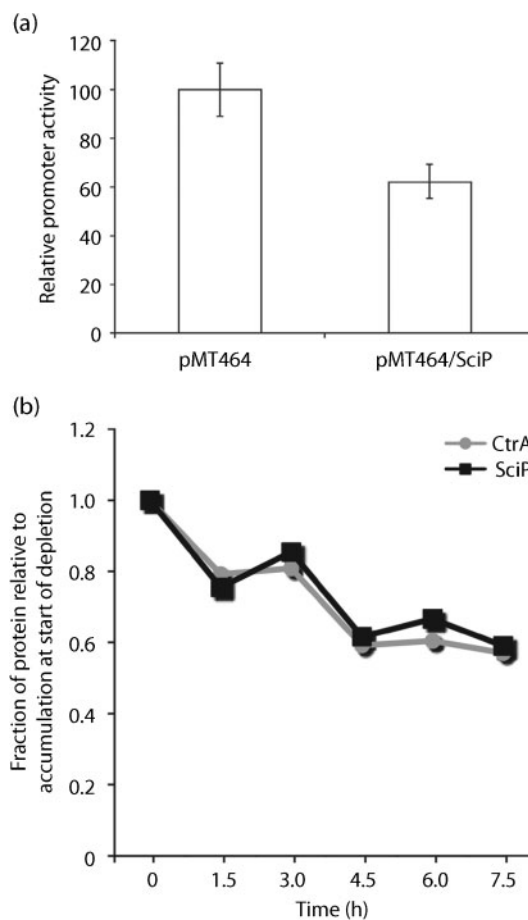 (a)
Relative promoter activity
120
100
80
60
40
20
0
pMT464
pMT464/SciP
(b)
Fraction of protein relative to
accumulation at start of depletion
1.2
1.0
0.8
0.6
0.4
0.2
0
CtrA
SciP
0 1.5 3.0 4.5 6.0 7.5
Time (h)